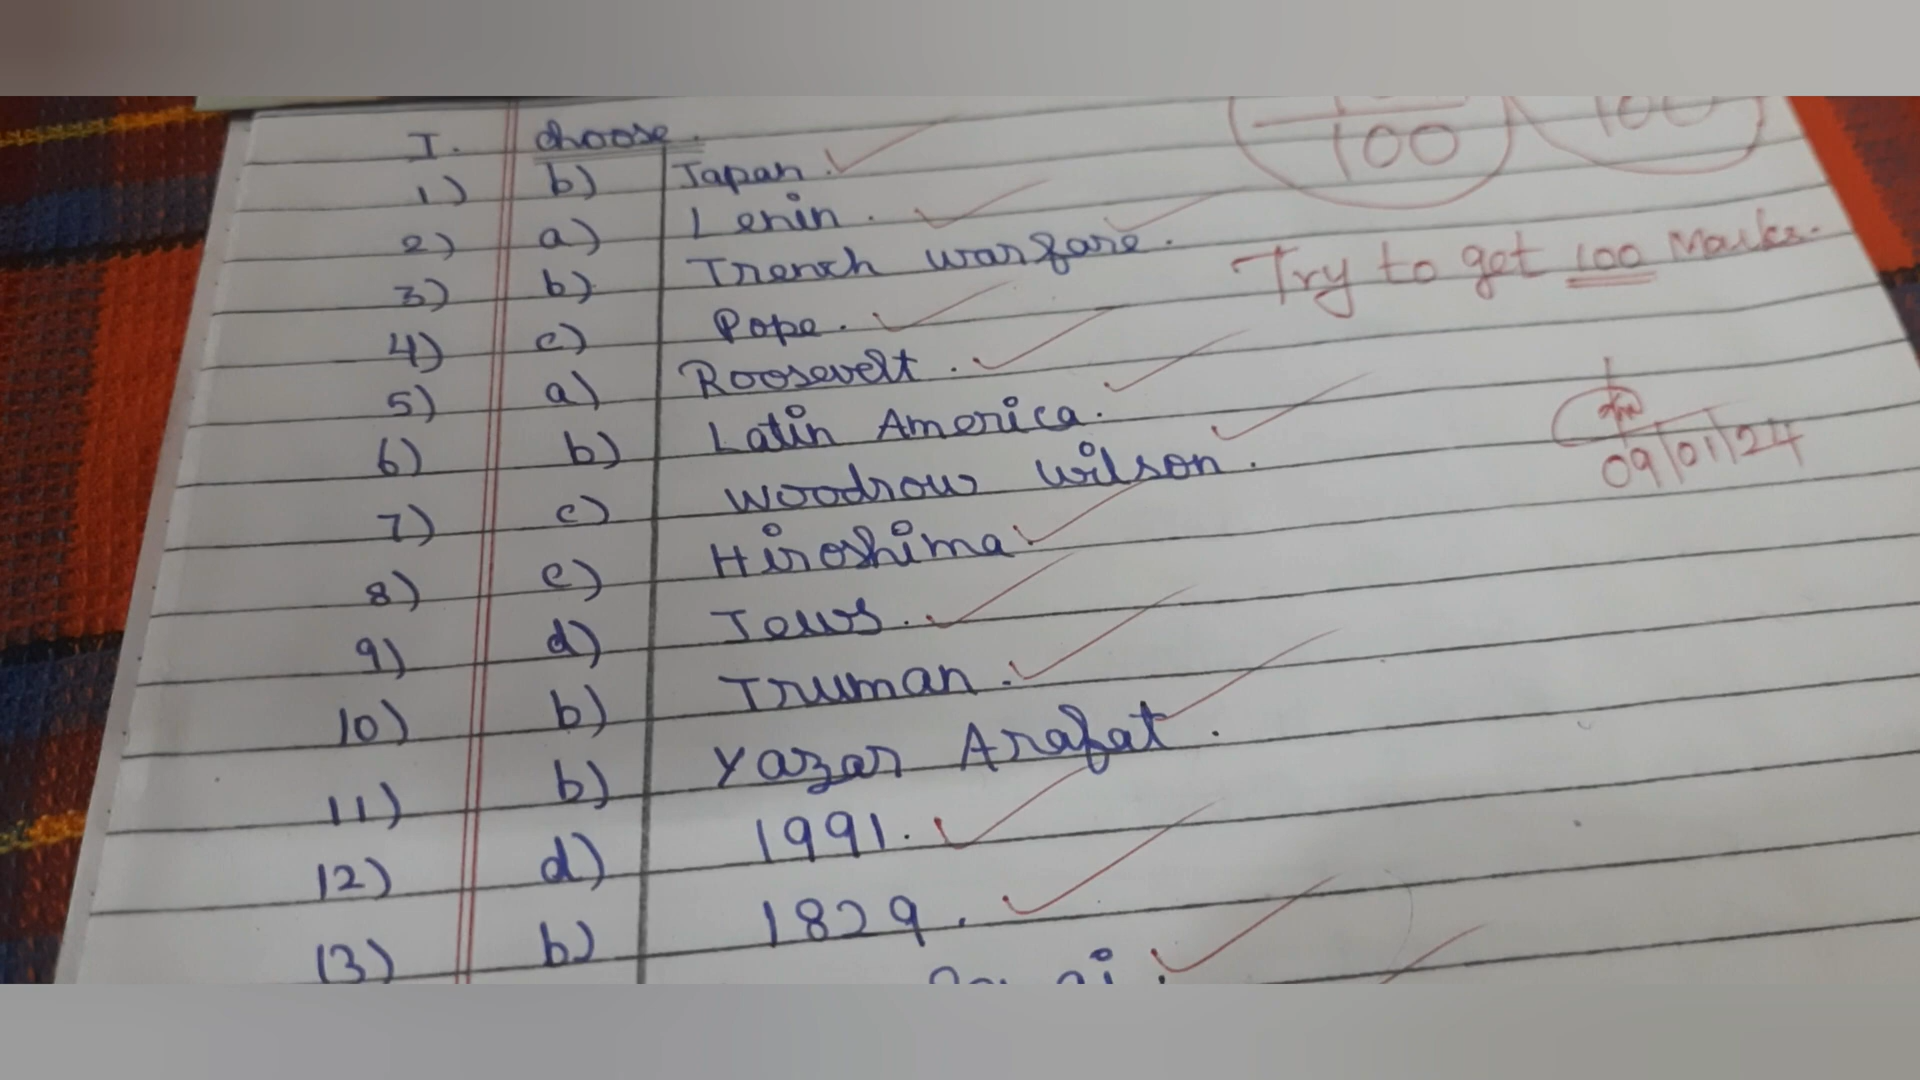 I. choose.
1) b) Japan.
2) a) Lenin.
3) b) Trench warfare.
4) c) Pope.
5) a) Roosevelt.
6) b) Latin America.
7) c) Woodrow wilson.
8) c) Hiroshima
9) d) Jews.
10) b) Truman.
11) b) Yazar Arafat.
12) d) 1991.
13) b) 1829.
100
100
Try to get 100 Marks.
09/01/24